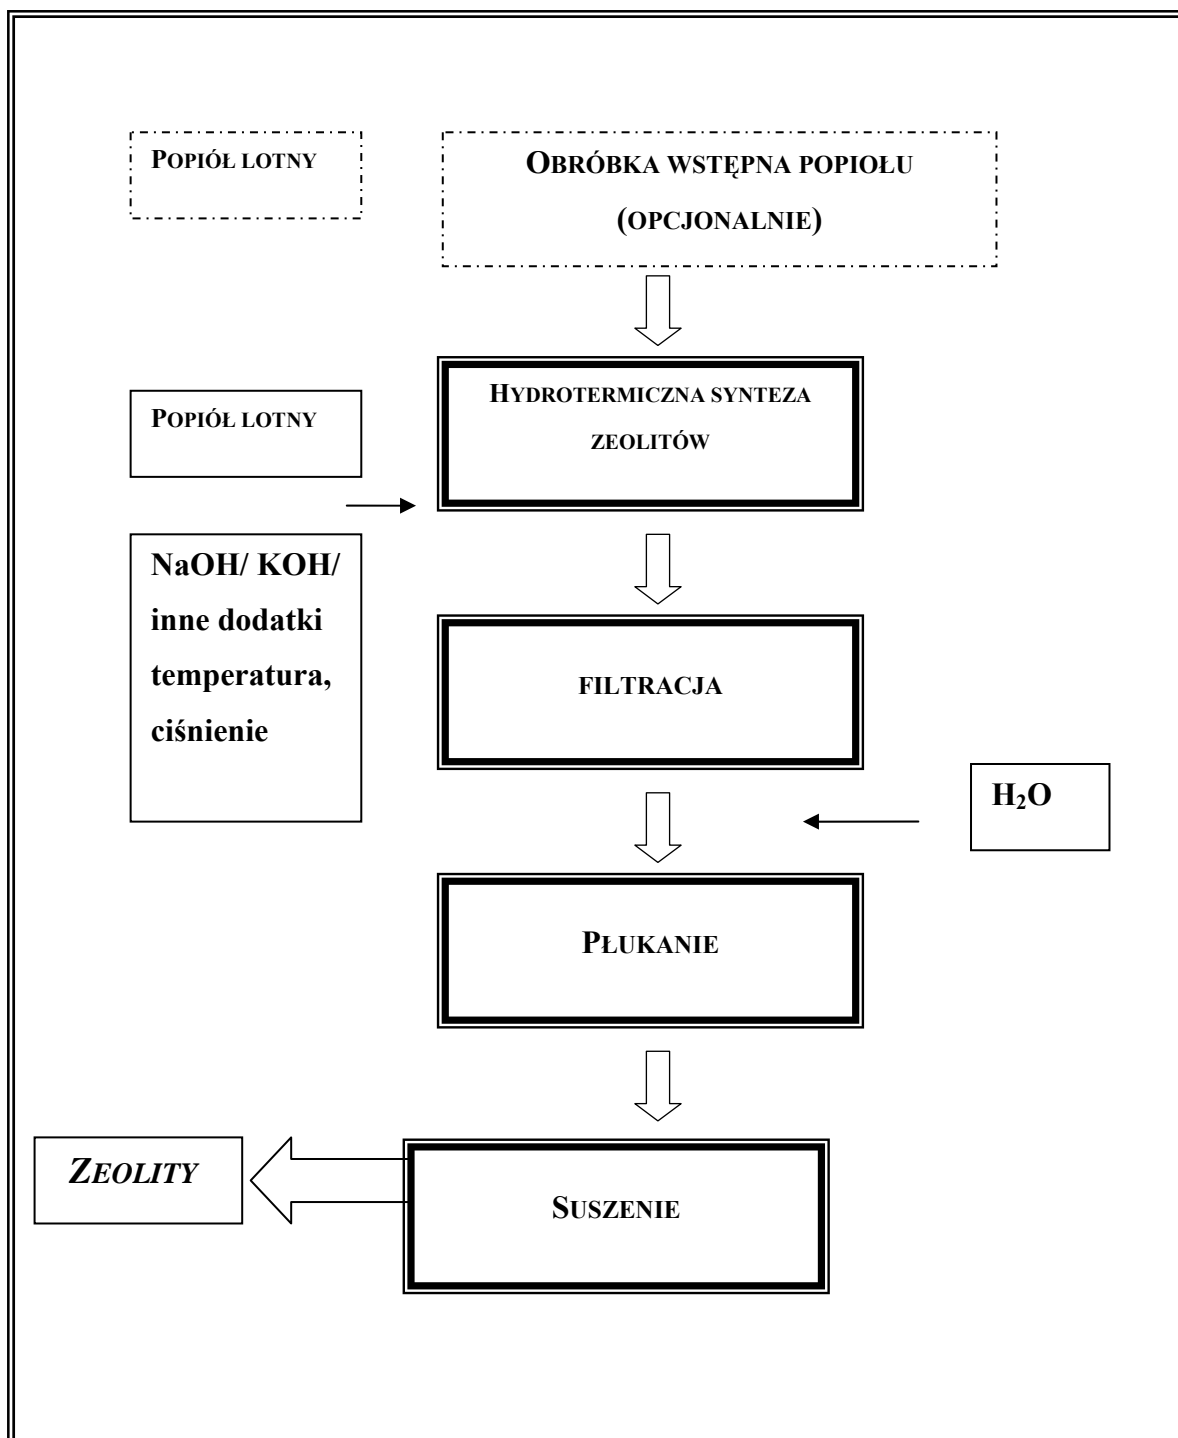 POPIÓŁ LOTNY
OBRÓBKA WSTĘPNA POPIOŁU
(OPCJONALNIE)
HYDROTERMICZNA SYNTEZA
ZEOLITÓW
POPIÓŁ LOTNY
NaOH/ KOH/
inne dodatki
temperatura,
ciśnienie
FILTRACJA
H₂O
PŁUKANIE
ZEOLITY
SUSZENIE